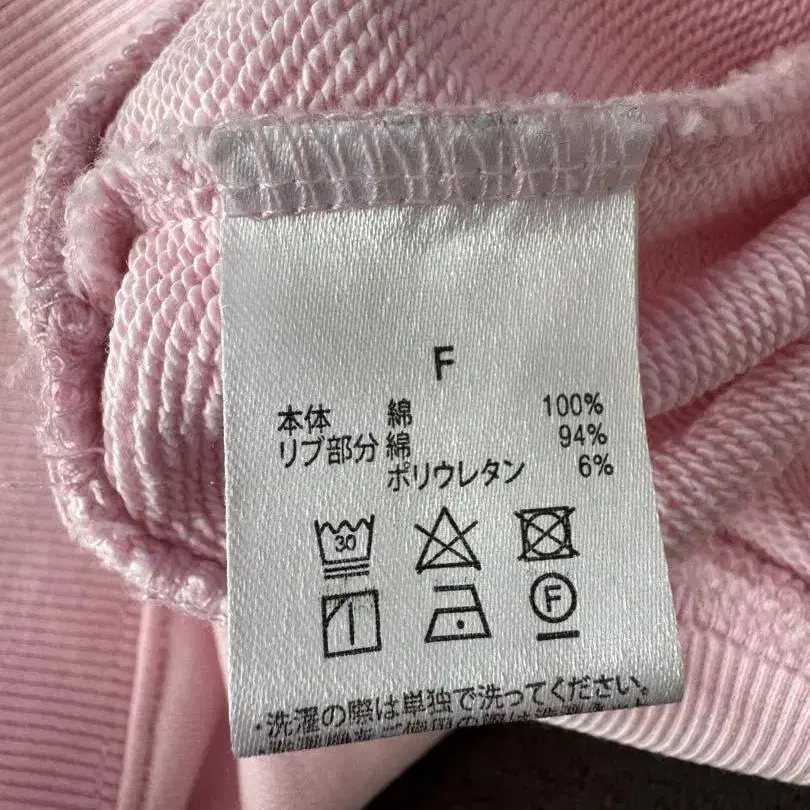 F
本体 綿 100%
リブ部分 綿 94%
ポリウレタン 6%
30
F
・洗濯の際は単独で洗ってください。